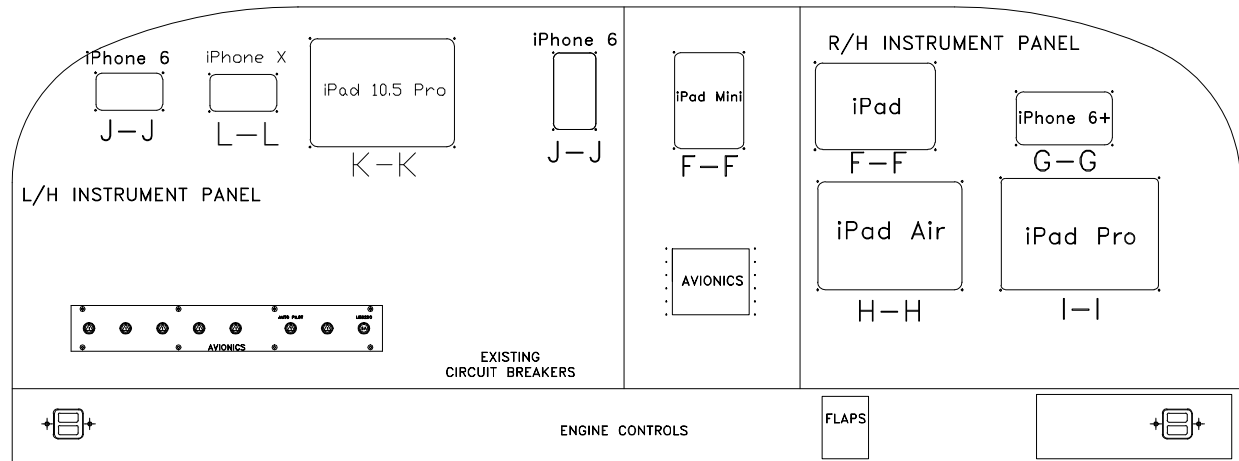 iPhone 6
iPhone X
iPad 10.5 Pro
iPhone 6
iPad Mini
R/H INSTRUMENT PANEL
iPad
iPhone 6+
J-J
L-L
K-K
J-J
F-F
F-F
G-G
L/H INSTRUMENT PANEL
iPad Air
iPad Pro
AVIONICS
H-H
I-I
AUTO PILOT
AVIONICS
EXISTING
CIRCUIT BREAKERS
ENGINE CONTROLS
FLAPS